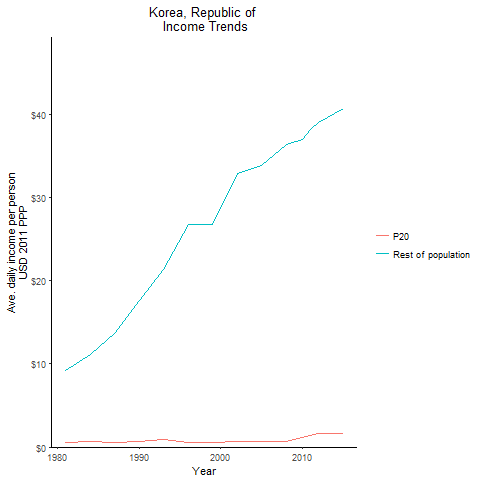 Korea, Republic of
Income Trends
Ave. daily income per person
USD 2011 PPP
$40
$30
$20
$10
$0
1980
1990
2000
2010
Year
P20
Rest of population